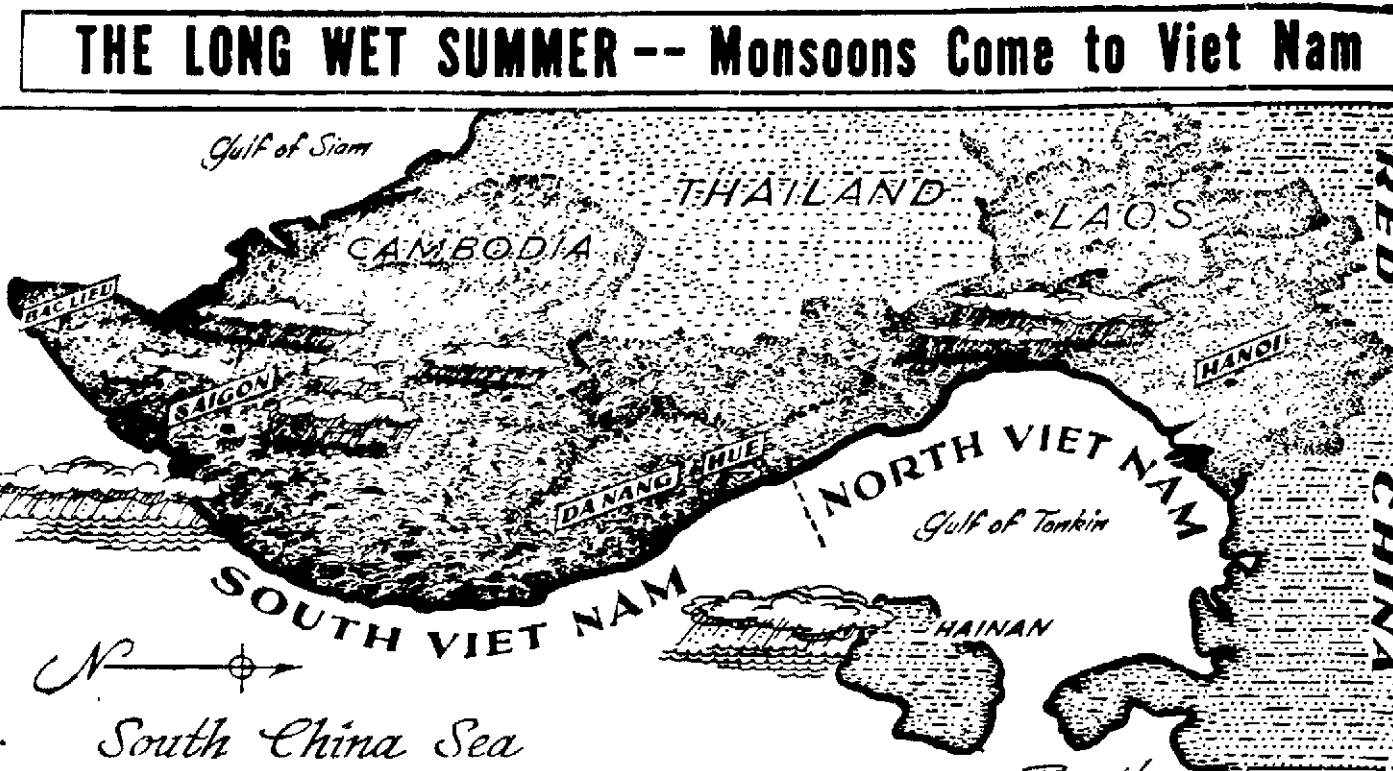 THE LONG WET SUMMER -- Monsoons Come to Viet Nam
Gulf of Siam
THAILAND
LAOS
RED CHINA
CAMBODIA
BAC LIEU
HANOI
SAIGON
HUE
DA NANG
NORTH VIET NAM
Gulf of Tonkin
SOUTH VIET NAM
HAINAN
N
South China Sea